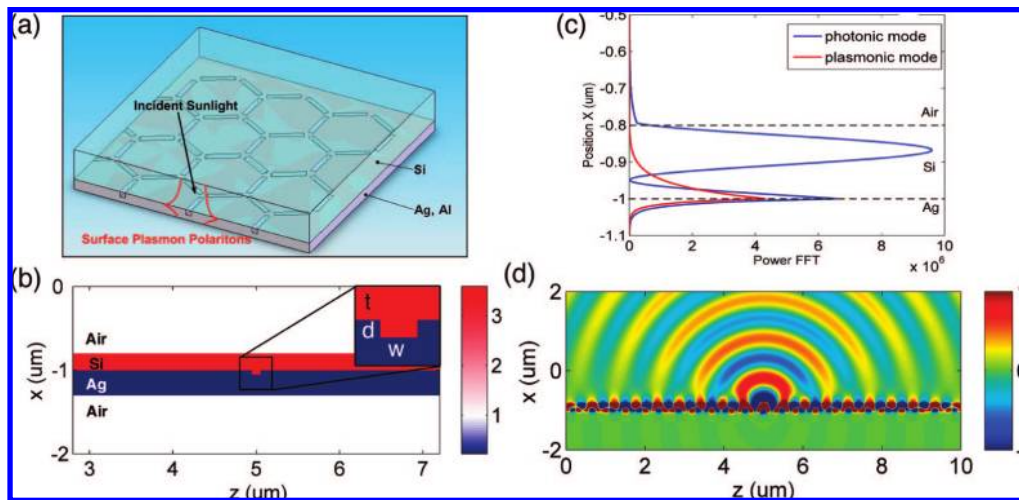 (a)
Incident Sunlight
Si
Ag, Al
Surface Plasmon Polaritons
(b)
0
-1
-2
x (um)
Air
Si
Ag
Air
t
d
w
3
2
1
3 4 5 6 7
z (um)
(c)
-0.5
-0.6
-0.7
-0.8
-0.9
-1
-1.1
Position X (um)
photonic mode
plasmonic mode
Air
Si
Ag
0 2 4 6 8 10
Power FFT
x 10^6
(d)
2
0
-2
x (um)
0
0 2 4 6 8 10
z (um)